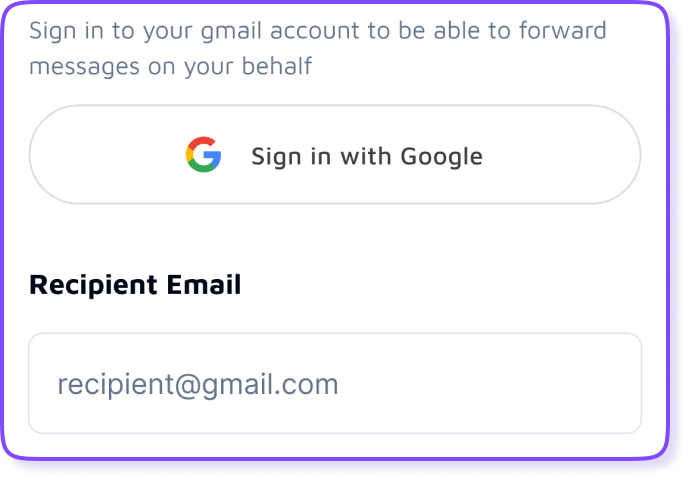 Sign in to your gmail account to be able to forward
messages on your behalf
Sign in with Google
Recipient Email
recipient@gmail.com